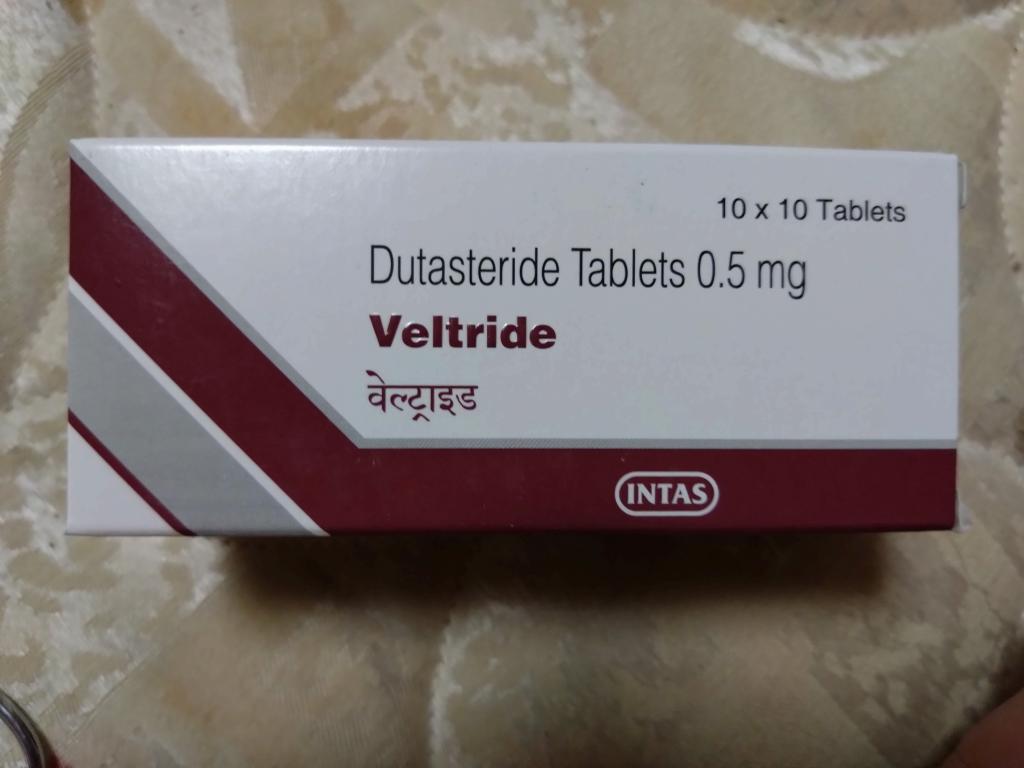 10 x 10 Tablets
Dutasteride Tablets 0.5 mg
Veltride
वेल्ट्राइड
INTAS